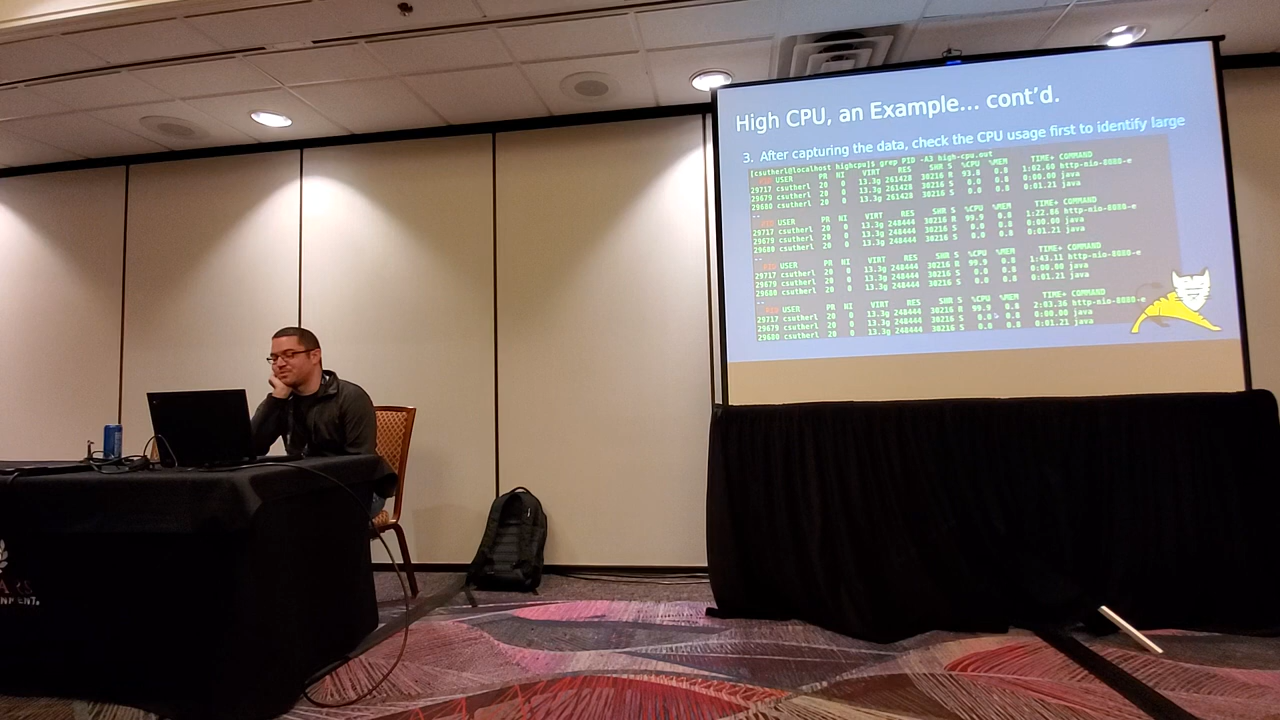 High CPU, an Example... cont'd.
3. After capturing the data, check the CPU usage first to identify large
[csutherl@localhost highcpu]$ grep PID -A3 high-cpu.out
PID USER PR NI VIRT RES SHR S %CPU %MEM TIME+ COMMAND
29717 csutherl 20 0 13.3g 261428 30216 R 93.8 0.8 1:02.60 http-nio-8080-e
29679 csutherl 20 0 13.3g 261428 30216 S 0.0 0.8 0:00.00 java
29680 csutherl 20 0 13.3g 261428 30216 S 0.0 0.8 0:01.21 java
--
PID USER PR NI VIRT RES SHR S %CPU %MEM TIME+ COMMAND
29717 csutherl 20 0 13.3g 248444 30216 R 99.9 0.8 1:22.86 http-nio-8080-e
29679 csutherl 20 0 13.3g 248444 30216 S 0.0 0.8 0:00.00 java
29680 csutherl 20 0 13.3g 248444 30216 S 0.0 0.8 0:01.21 java
--
PID USER PR NI VIRT RES SHR S %CPU %MEM TIME+ COMMAND
29717 csutherl 20 0 13.3g 248444 30216 R 99.9 0.8 1:43.11 http-nio-8080-e
29679 csutherl 20 0 13.3g 248444 30216 S 0.0 0.8 0:00.00 java
29680 csutherl 20 0 13.3g 248444 30216 S 0.0 0.8 0:01.21 java
--
PID USER PR NI VIRT RES SHR S %CPU %MEM TIME+ COMMAND
29717 csutherl 20 0 13.3g 248444 30216 R 99.9 0.8 2:03.36 http-nio-8080-e
29679 csutherl 20 0 13.3g 248444 30216 S 0.0 0.8 0:00.00 java
29680 csutherl 20 0 13.3g 248444 30216 S 0.0 0.8 0:01.21 java